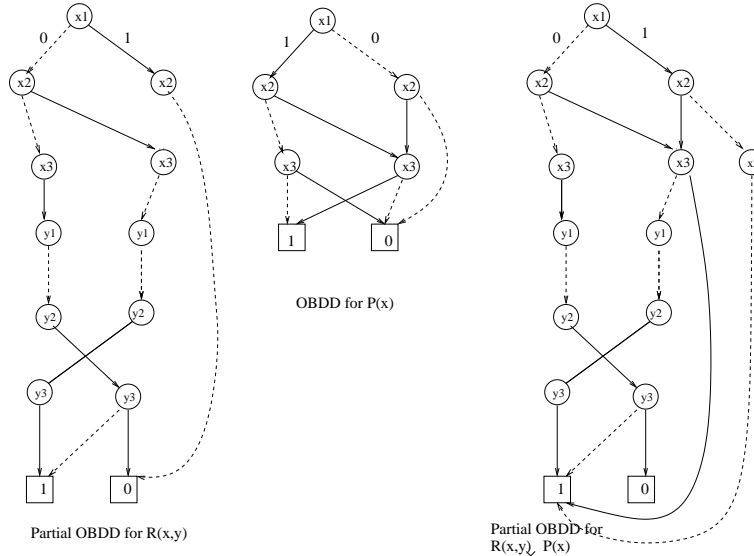 x1
0
1
x2
x2
x3
x3
y1
y1
y2
y2
y3
y3
1
0
Partial OBDD for R(x,y)
x1
1
0
x2
x2
x3
x3
1
0
OBDD for P(x)
x1
0
1
x2
x2
x3
x3
y1
y1
y2
y2
y3
y3
1
0
Partial OBDD for
R(x,y) P(x)